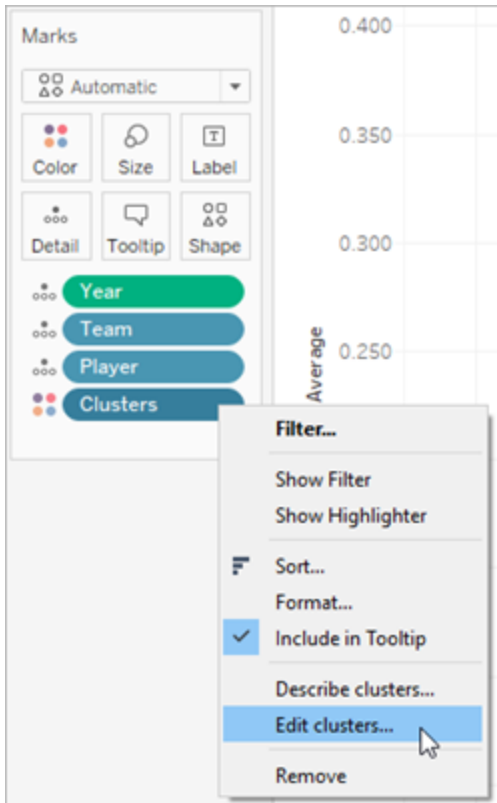 Marks
Automatic
Color Size Label
Detail Tooltip Shape
Year
Team
Player
Clusters
0.400
0.350
0.300
0.250
Average
Filter...
Show Filter
Show Highlighter
Sort...
Format...
Include in Tooltip
Describe clusters...
Edit clusters...
Remove